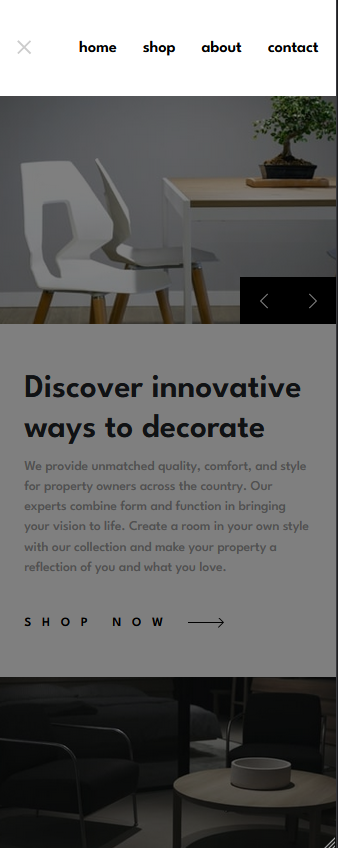 home shop about contact
Discover innovative
ways to decorate
We provide unmatched quality, comfort, and style
for property owners across the country. Our
experts combine form and function in bringing
your vision to life. Create a room in your own style
with our collection and make your property a
reflection of you and what you love.
SHOP NOW